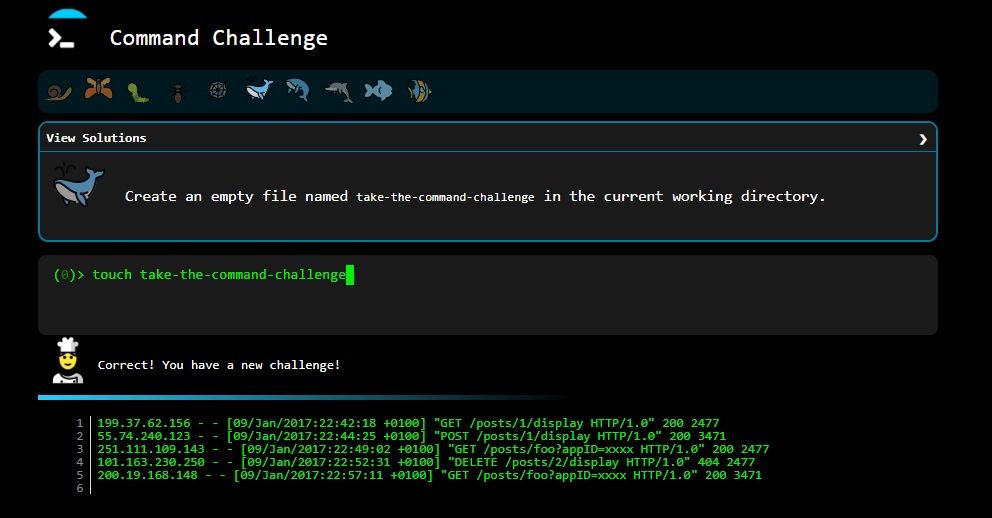 Command Challenge
View Solutions ❯
Create an empty file named take-the-command-challenge in the current working directory.
(0)> touch take-the-command-challenge
Correct! You have a new challenge!
1 199.37.62.156 - - [09/Jan/2017:22:42:18 +0100] "GET /posts/1/display HTTP/1.0" 200 2477
2 55.74.240.123 - - [09/Jan/2017:22:44:25 +0100] "POST /posts/1/display HTTP/1.0" 200 3471
3 251.111.109.143 - - [09/Jan/2017:22:49:02 +0100] "GET /posts/foo?appID=xxxx HTTP/1.0" 200 2477
4 101.163.230.250 - - [09/Jan/2017:22:52:31 +0100] "DELETE /posts/2/display HTTP/1.0" 404 2477
5 200.19.168.148 - - [09/Jan/2017:22:57:11 +0100] "GET /posts/foo?appID=xxxx HTTP/1.0" 200 3471
6